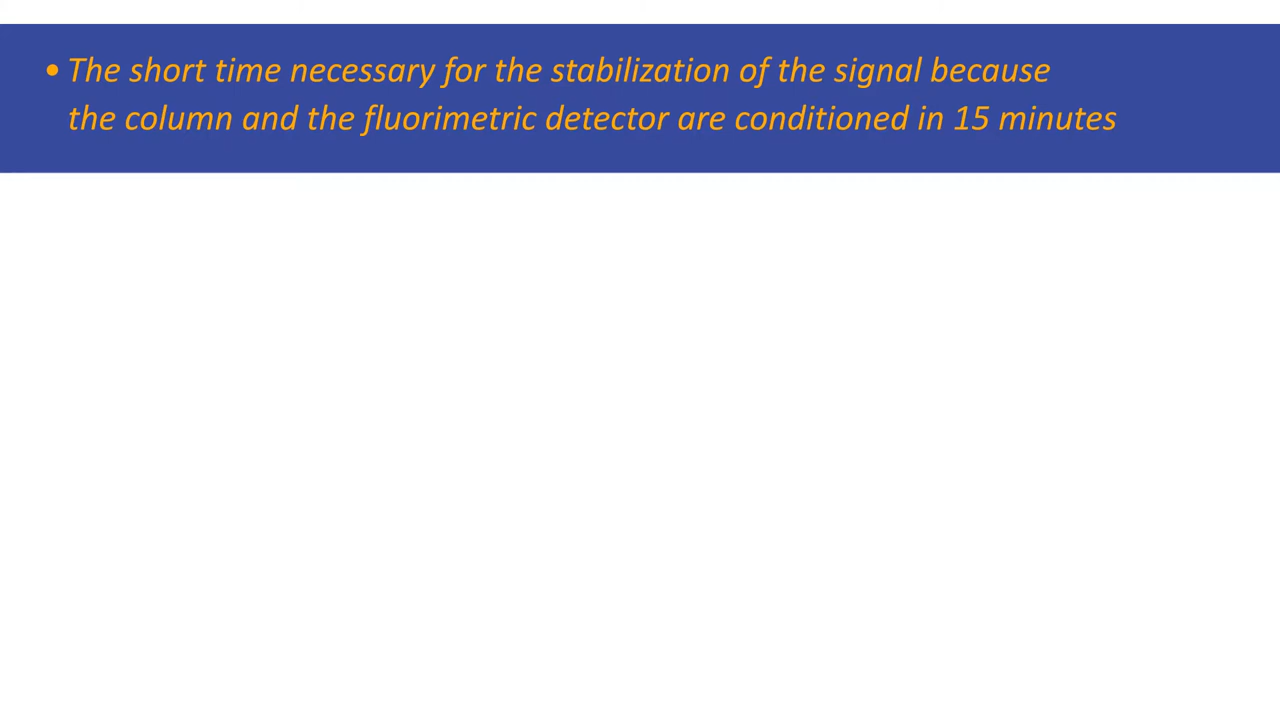 • The short time necessary for the stabilization of the signal because
the column and the fluorimetric detector are conditioned in 15 minutes